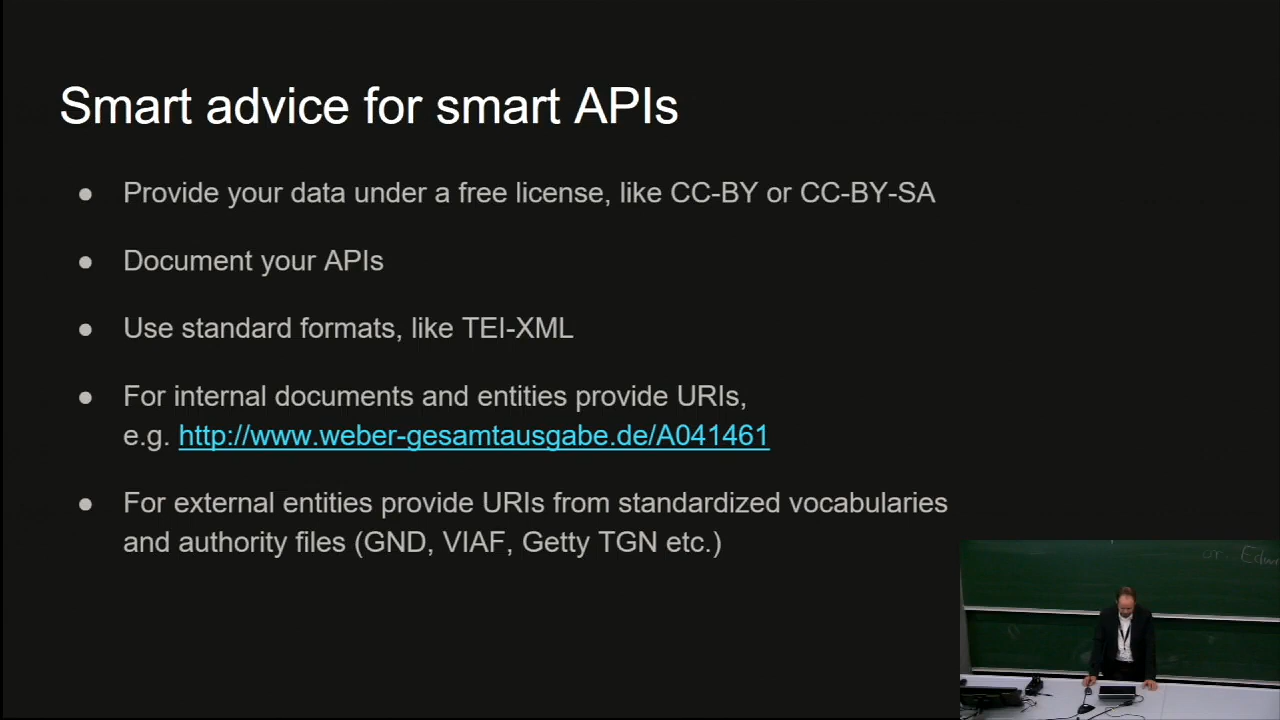 Smart advice for smart APIs
● Provide your data under a free license, like CC-BY or CC-BY-SA
● Document your APIs
● Use standard formats, like TEI-XML
● For internal documents and entities provide URIs,
e.g. http://www.weber-gesamtausgabe.de/A041461
● For external entities provide URIs from standardized vocabularies
and authority files (GND, VIAF, Getty TGN etc.)